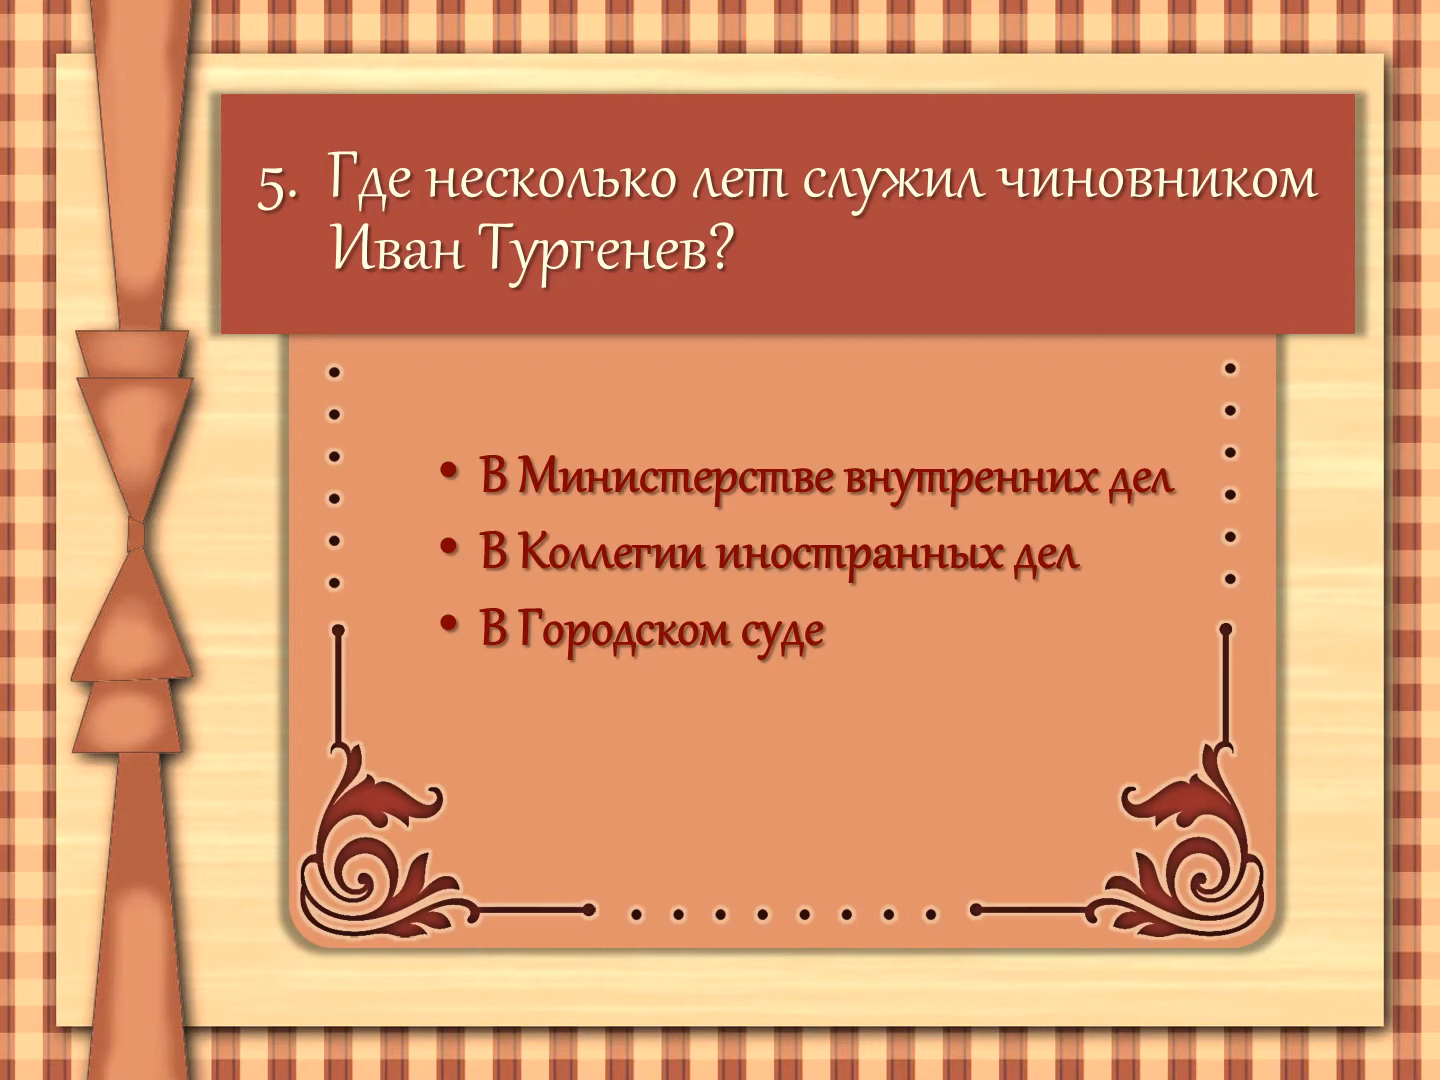 5. Где несколько лет служил чиновником
Иван Тургенев?
• В Министерстве внутренних дел
• В Коллегии иностранных дел
• В Городском суде